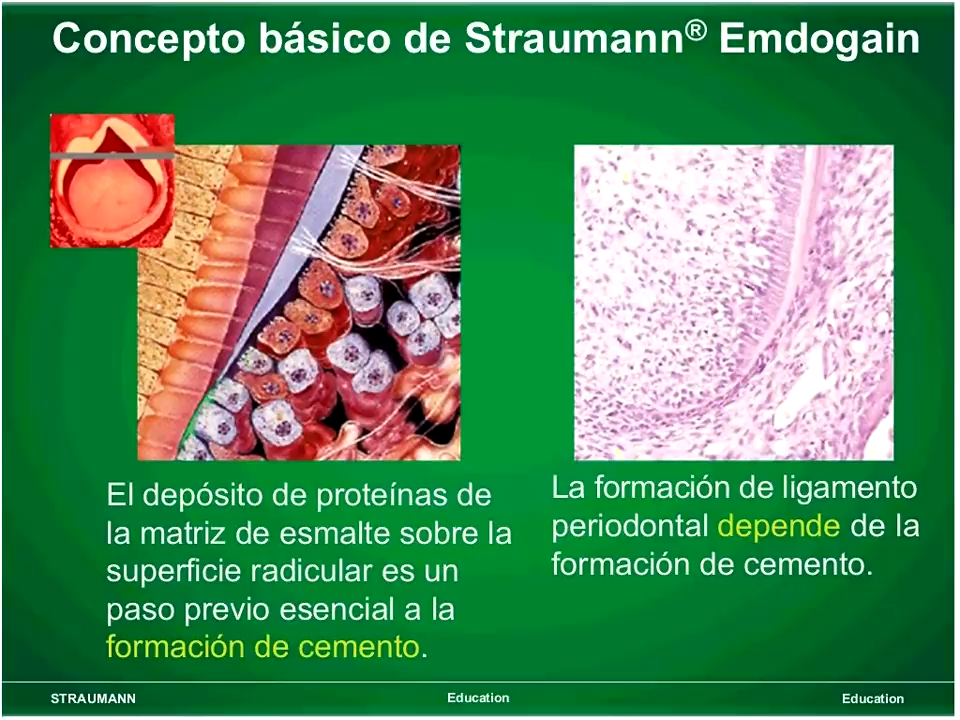 Concepto básico de Straumann® Emdogain
El depósito de proteínas de
la matriz de esmalte sobre la
superficie radicular es un
paso previo esencial a la
formación de cemento.
La formación de ligamento
periodontal depende de la
formación de cemento.
STRAUMANN
Education
Education